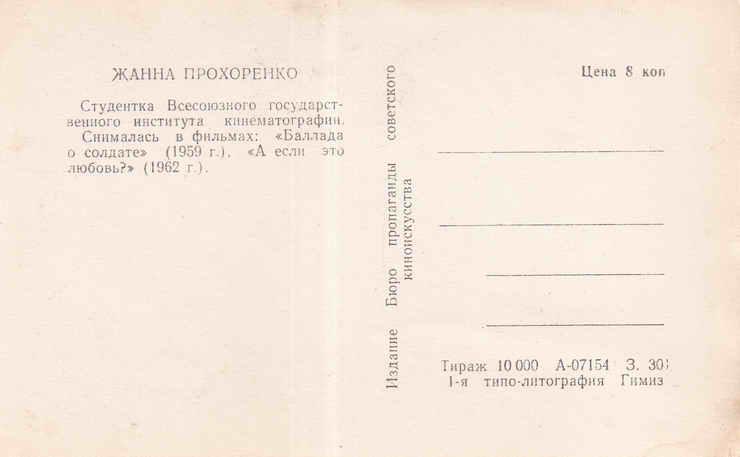 ЖАННА ПРОХОРЕНКО
Студентка Всесоюзного государст-
венного института кинематографии.
Снималась в фильмах: «Баллада
о солдате» (1959 г.), «А если это
любовь?» (1962 г.).
Издание Бюро пропаганды советского
киноискусства
Цена 8 коп
Тираж 10 000 А-07154 З.
1-я типо-литография Гимиз